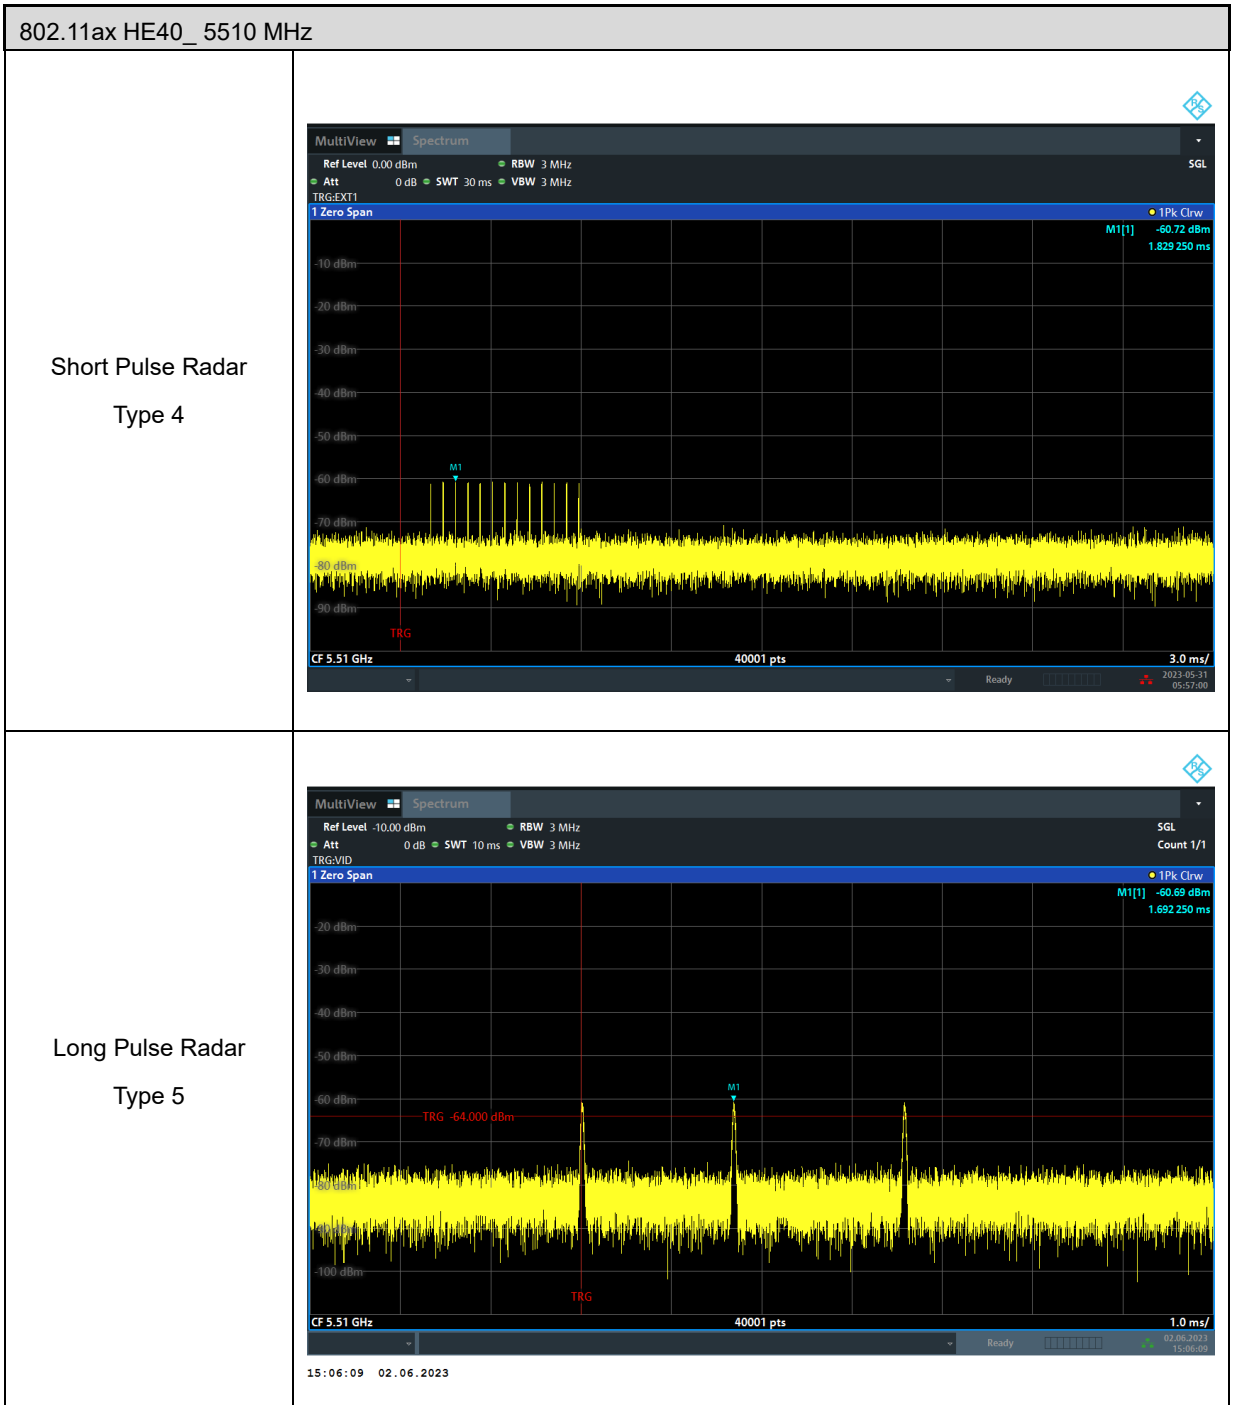 802.11ax HE40_ 5510 MHz
Short Pulse Radar
Type 4
R&S
MultiView Spectrum
Ref Level 0.00 dBm RBW 3 MHz SGL
Att 0 dB SWT 30 ms VBW 3 MHz
TRG:EXT1
1 Zero Span 1Pk Clrw
M1[1] -60.72 dBm
1.829 250 ms
-10 dBm
-20 dBm
-30 dBm
-40 dBm
-50 dBm
M1
-60 dBm
-70 dBm
-80 dBm
-90 dBm
TRG
CF 5.51 GHz 40001 pts 3.0 ms/
Ready 2023-05-31
05:57:00
Long Pulse Radar
Type 5
R&S
MultiView Spectrum
Ref Level -10.00 dBm RBW 3 MHz SGL
Att 0 dB SWT 10 ms VBW 3 MHz Count 1/1
TRG:VID
1 Zero Span 1Pk Clrw
M1[1] -60.69 dBm
1.692 250 ms
-20 dBm
-30 dBm
-40 dBm
-50 dBm
M1
-60 dBm
TRG -64.000 dBm
-70 dBm
-80 dBm
-90 dBm
-100 dBm
TRG
CF 5.51 GHz 40001 pts 1.0 ms/
Ready 02.06.2023
15:06:09
15:06:09 02.06.2023